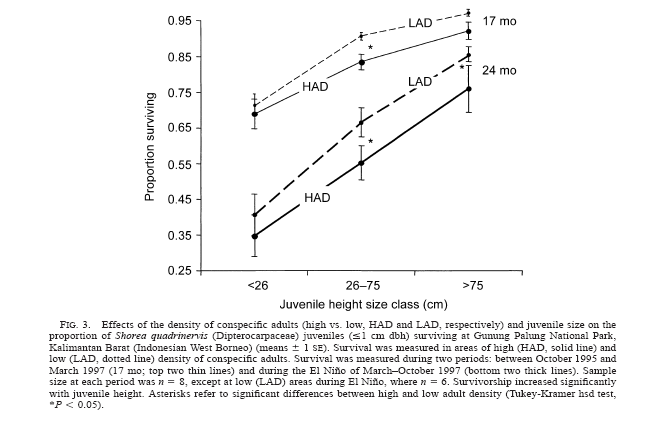 0.95
0.85
0.75
0.65
0.55
0.45
0.35
0.25
Proportion surviving
LAD
17 mo
*
HAD
LAD
*
24 mo
*
HAD
<26
26–75
>75
Juvenile height size class (cm)
FIG. 3. Effects of the density of conspecific adults (high vs. low, HAD and LAD, respectively) and juvenile size on the
proportion of Shorea quadrinervis (Dipterocarpaceae) juveniles (≤1 cm dbh) surviving at Gunung Palung National Park,
Kalimantan Barat (Indonesian West Borneo) (means ± 1 SE). Survival was measured in areas of high (HAD, solid line) and
low (LAD, dotted line) density of conspecific adults. Survival was measured during two periods: between October 1995 and
March 1997 (17 mo; top two thin lines) and during the El Niño of March–October 1997 (bottom two thick lines). Sample
size at each period was n = 8, except at low (LAD) areas during El Niño, where n = 6. Survivorship increased significantly
with juvenile height. Asterisks refer to significant differences between high and low adult density (Tukey-Kramer hsd test,
*P < 0.05).